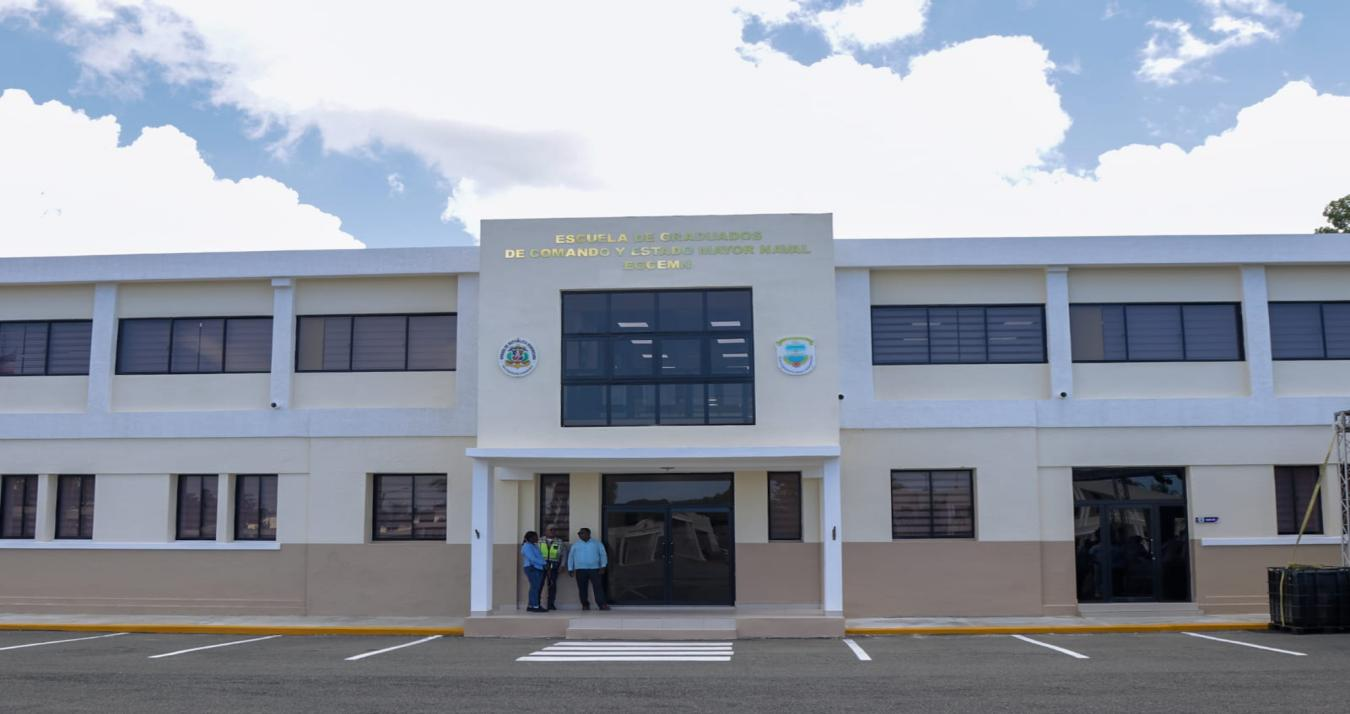 ESCUELA DE GRADUADOS
DE COMANDO Y ESTADO MAYOR NAVAL
EGCEMN